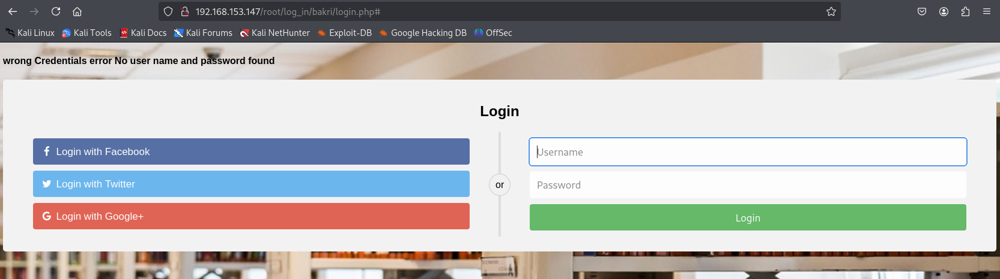 192.168.153.147/root/log_in/bakri/login.php#
Kali Linux Kali Tools Kali Docs Kali Forums Kali NetHunter Exploit-DB Google Hacking DB OffSec
wrong Credentials error No user name and password found
Login
Login with Facebook
Login with Twitter
Login with Google+
or
Username
Password
Login